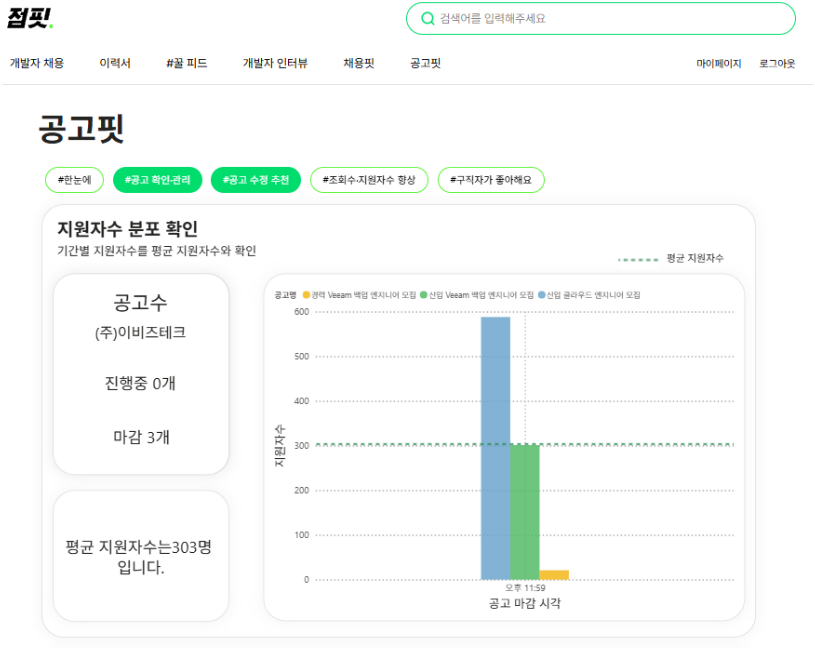 점핏.
검색어를 입력해주세요
개발자 채용 이력서 #꿀 피드 개발자 인터뷰 채용핏 공고핏 마이페이지 로그아웃
공고핏
#한눈에 #공고 확인·관리 #공고 수정 추천 #조회수·지원자수 향상 #구직자가 좋아해요
지원자수 분포 확인
기간별 지원자수를 평균 지원자수와 확인
평균 지원자수
공고수
(주)이비즈테크
진행중 0개
마감 3개
평균 지원자수는303명
입니다.
공고명 경력 Veeam 백업 엔지니어 모집 신입 Veeam 백업 엔지니어 모집 신입 클라우드 엔지니어 모집
600
500
400
300
200
100
0
지원자수
오후 11:59
공고 마감 시각